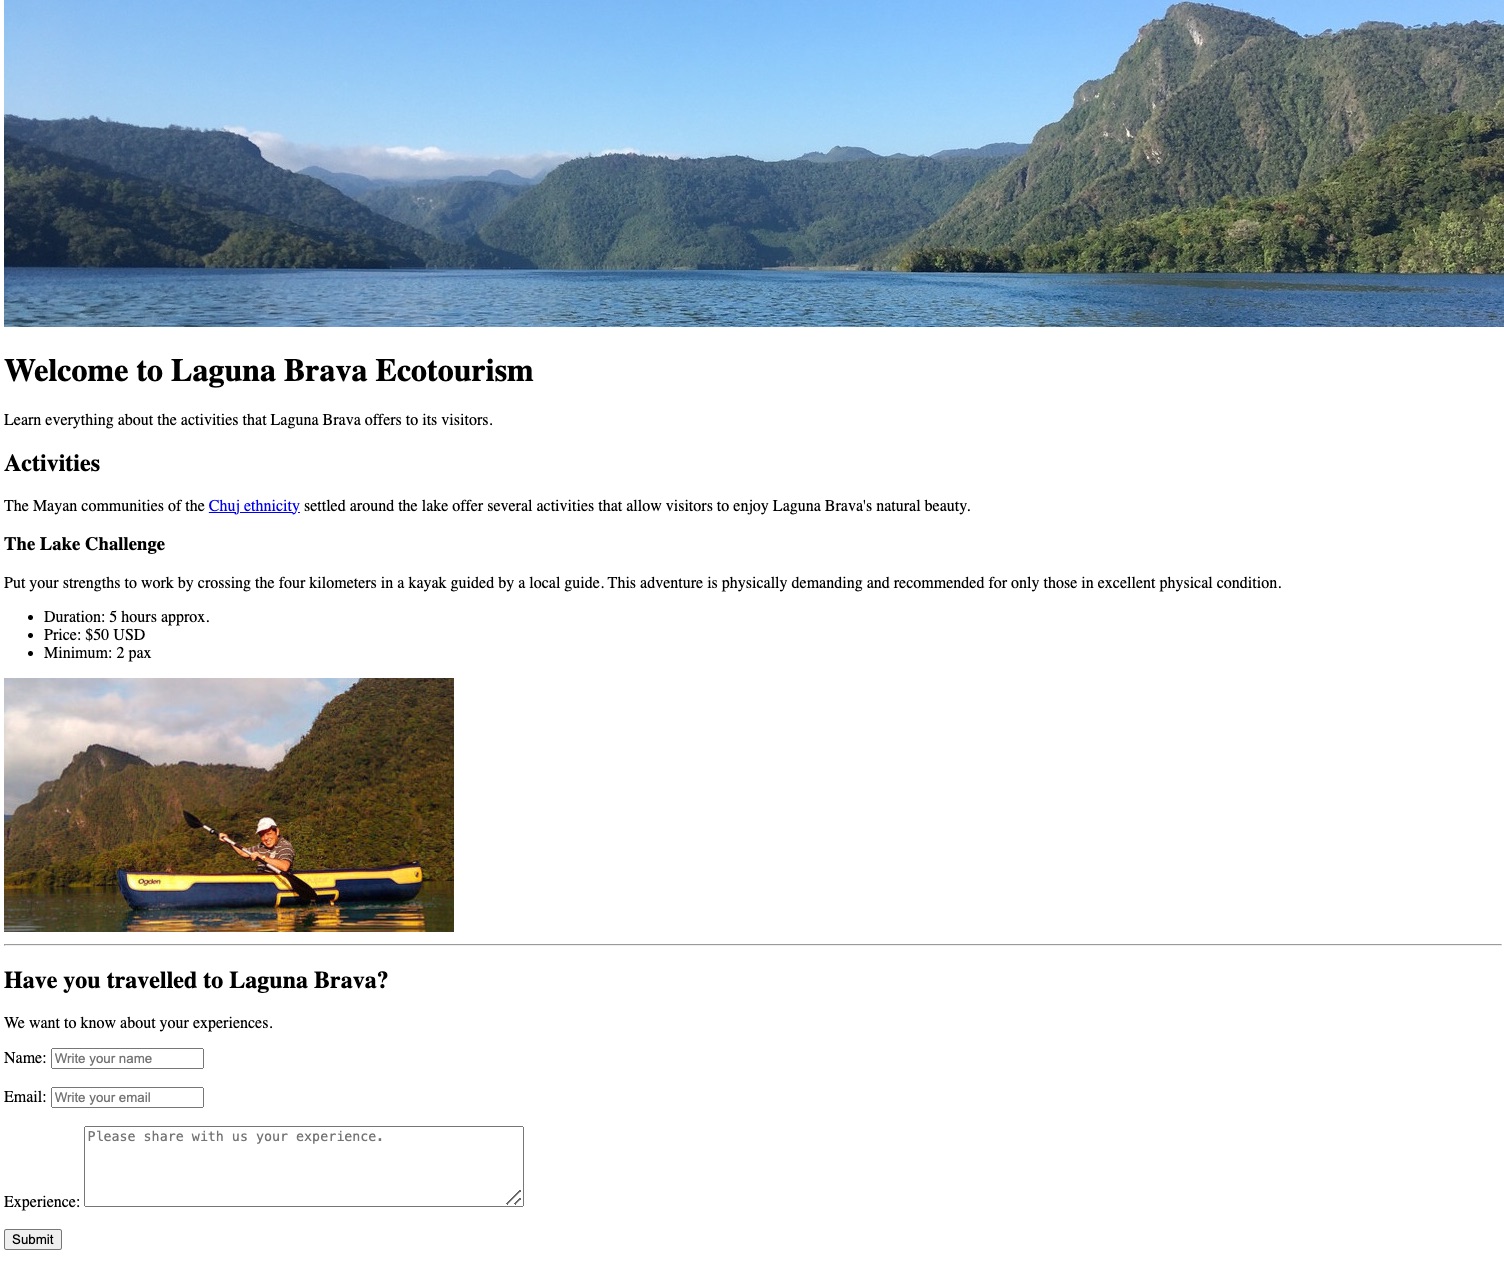 Welcome to Laguna Brava Ecotourism
Learn everything about the activities that Laguna Brava offers to its visitors.
Activities
The Mayan communities of the Chuj ethnicity settled around the lake offer several activities that allow visitors to enjoy Laguna Brava's natural beauty.
The Lake Challenge
Put your strengths to work by crossing the four kilometers in a kayak guided by a local guide. This adventure is physically demanding and recommended for only those in excellent physical condition.
• Duration: 5 hours approx.
• Price: $50 USD
• Minimum: 2 pax
Ogden
Have you travelled to Laguna Brava?
We want to know about your experiences.
Name: Write your name
Email: Write your email
Please share with us your experience.
Experience:
Submit